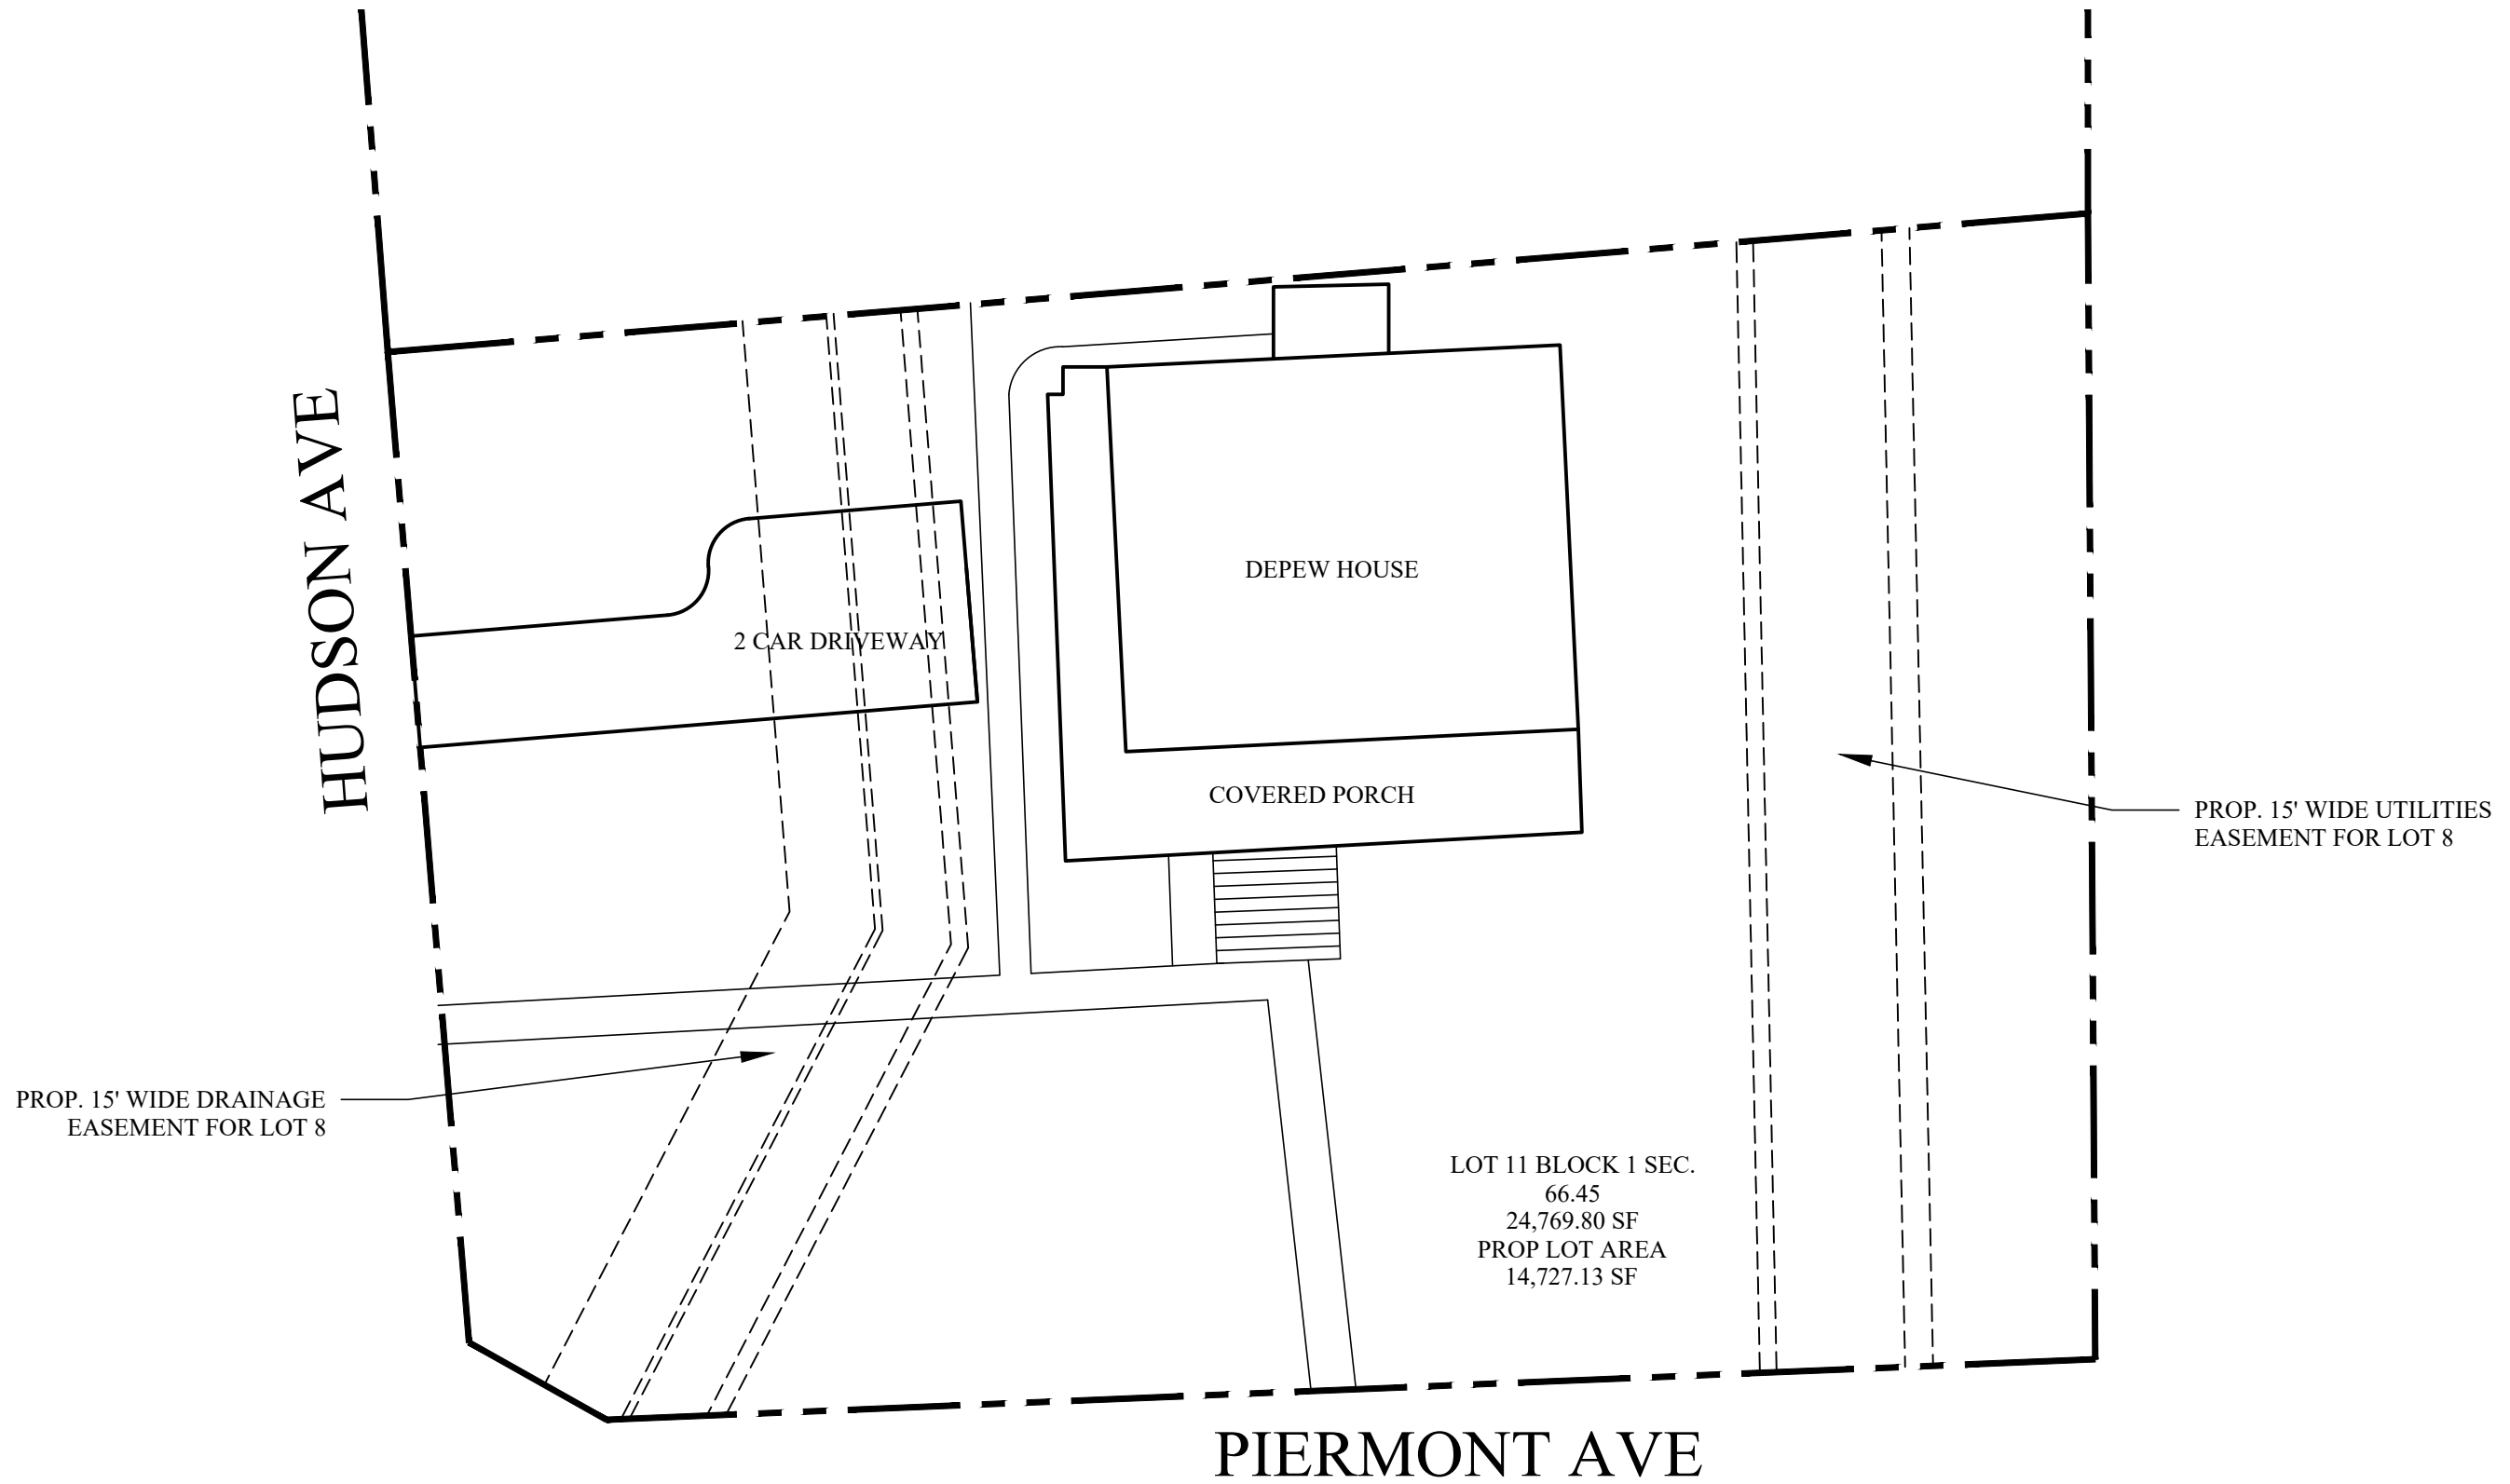 HUDSON AVE
DEPEW HOUSE
2 CAR DRIVEWAY
COVERED PORCH
PROP. 15' WIDE UTILITIES
EASEMENT FOR LOT 8
PROP. 15' WIDE DRAINAGE
EASEMENT FOR LOT 8
LOT 11 BLOCK 1 SEC.
66.45
24,769.80 SF
PROP LOT AREA
14,727.13 SF
PIERMONT AVE